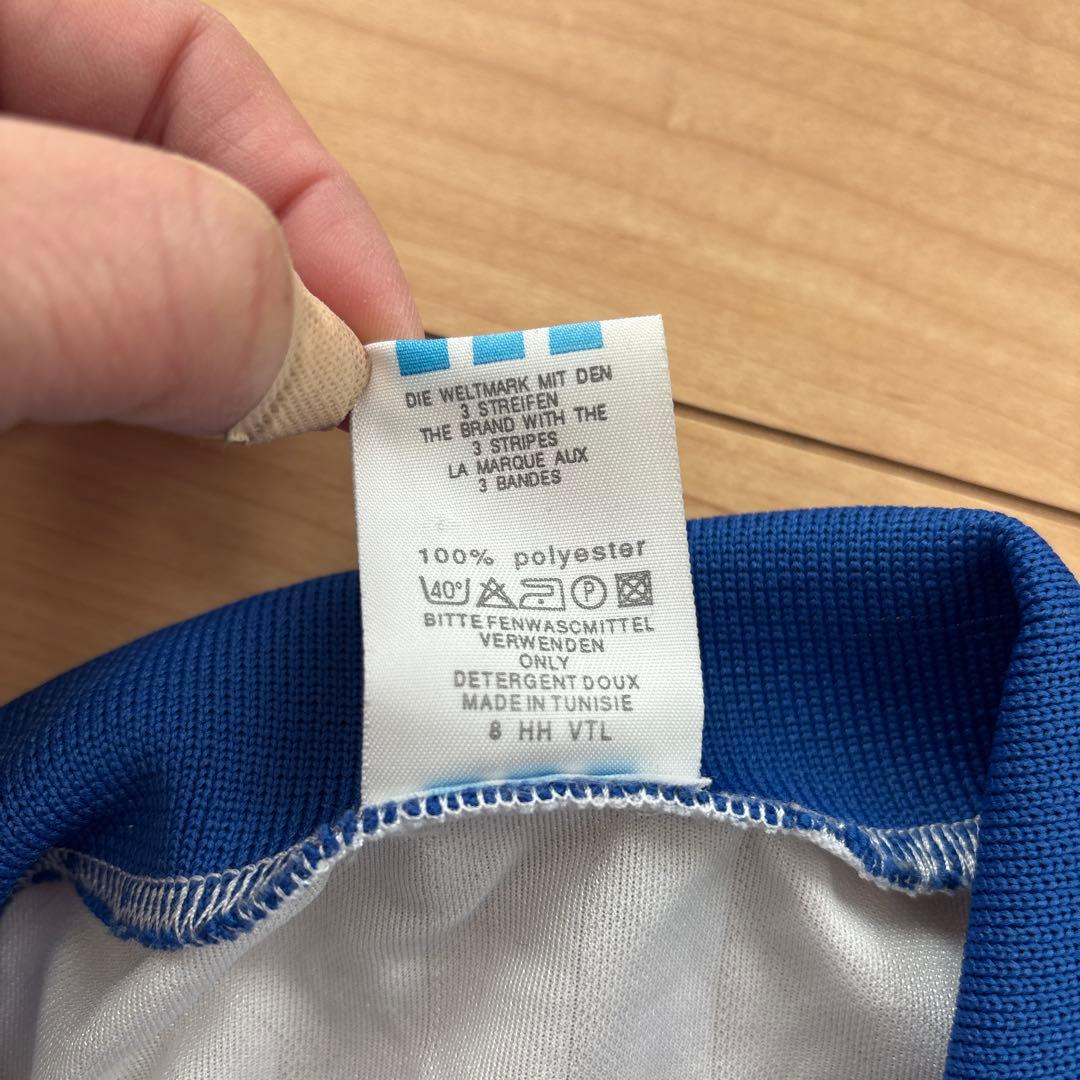 DIE WELTMARK MIT DEN
3 STREIFEN
THE BRAND WITH THE
3 STRIPES
LA MARQUE AUX
3 BANDES
100% polyester
40° P
BITTE FENWASCMITTEL
VERWENDEN
ONLY
DETERGENT DOUX
MADE IN TUNISIE
8 HH VTL